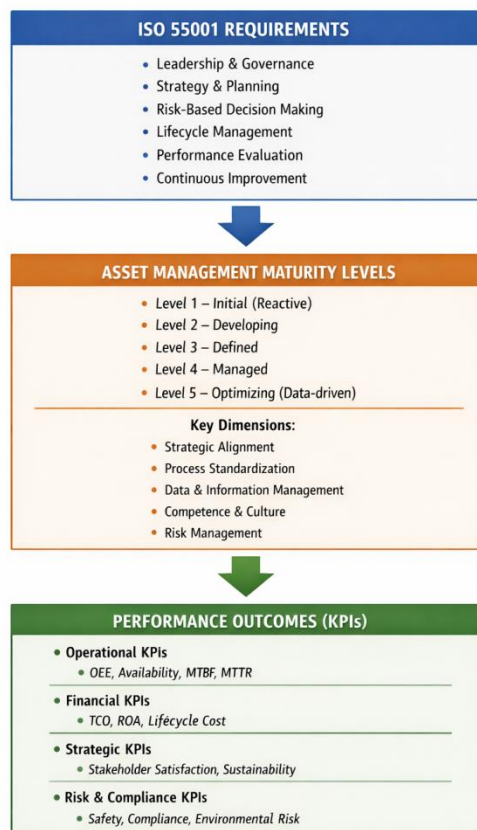 ISO 55001 REQUIREMENTS
• Leadership & Governance
• Strategy & Planning
• Risk-Based Decision Making
• Lifecycle Management
• Performance Evaluation
• Continuous Improvement
ASSET MANAGEMENT MATURITY LEVELS
• Level 1 – Initial (Reactive)
• Level 2 – Developing
• Level 3 – Defined
• Level 4 – Managed
• Level 5 – Optimizing (Data-driven)
Key Dimensions:
• Strategic Alignment
• Process Standardization
• Data & Information Management
• Competence & Culture
• Risk Management
PERFORMANCE OUTCOMES (KPIs)
• Operational KPIs
• OEE, Availability, MTBF, MTTR
• Financial KPIs
• TCO, ROA, Lifécycle Cost
• Strategic KPIs
• Stakeholder Satisfaction, Sustainability
• Risk & Compliance KPIs
• Safety, Compliance, Environmental Risk